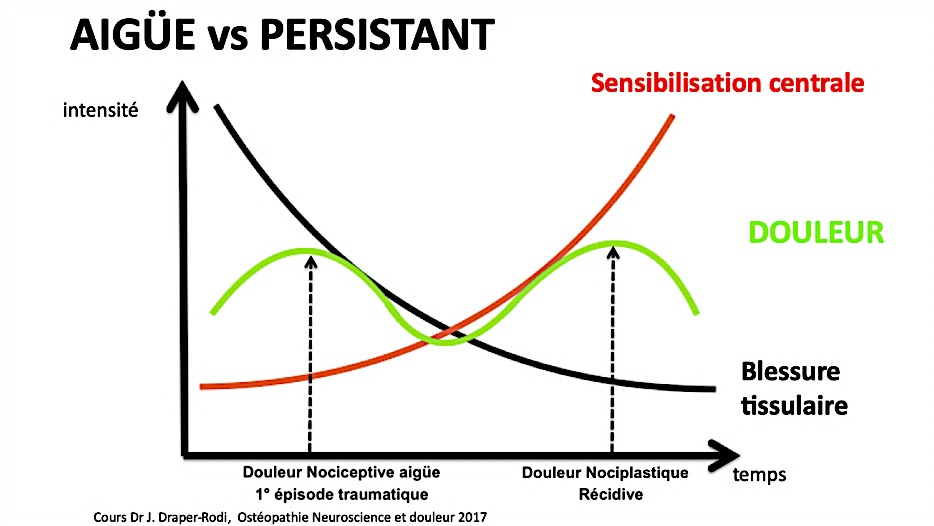 AIGÜE vs PERSISTANT
Sensibilisation centrale
intensité
DOULEUR
Blessure
tissulaire
temps
Douleur Nociceptive aigüe
1° épisode traumatique
Douleur Nociplastique
Récidive
Cours Dr J. Draper-Rodi, Ostéopathie Neuroscience et douleur 2017